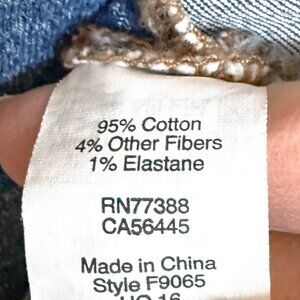 95% Cotton
4% Other Fibers
1% Elastane
RN77388
CA56445
Made in China
Style F9065